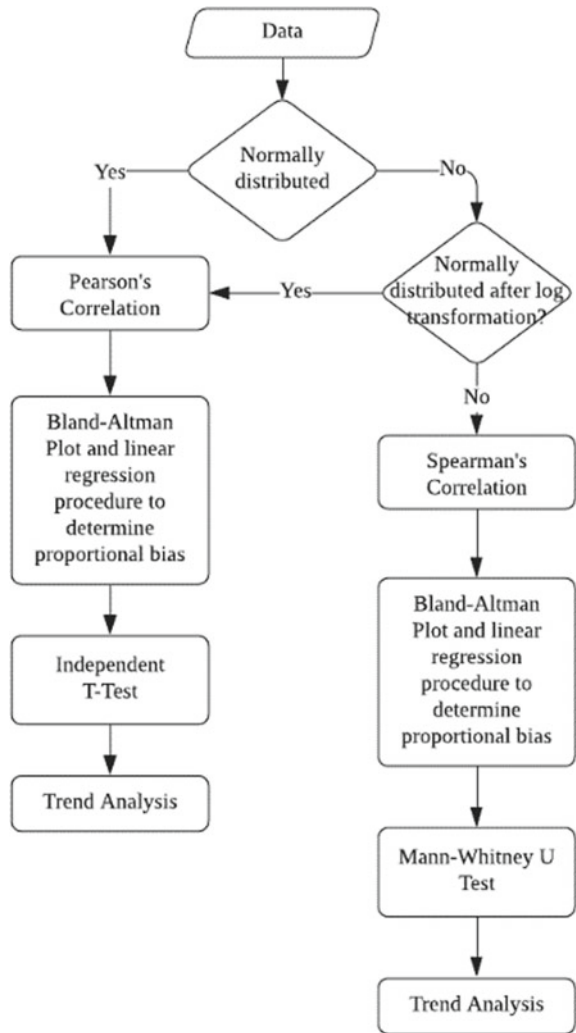 Data
Normally
distributed
Yes
No
Pearson's
Correlation
Yes
Normally
distributed after log
transformation?
No
Bland-Altman
Plot and linear
regression
procedure to
determine
proportional bias
Spearman's
Correlation
Independent
T-Test
Bland-Altman
Plot and linear
regression
procedure to
determine
proportional bias
Trend Analysis
Mann-Whitney U
Test
Trend Analysis